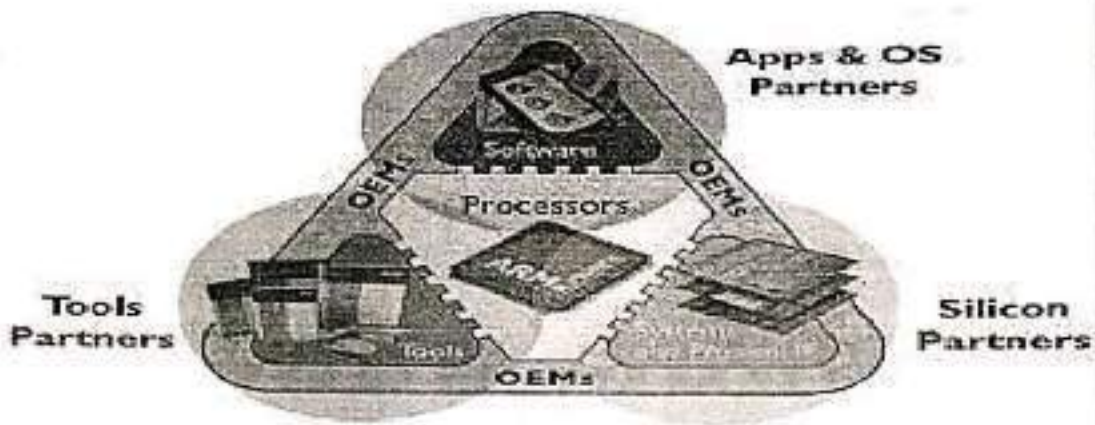 Apps & OS
Partners
Software
OEMs
OEMs
Processors
ARM
Tools
Partners
Tools
Silicon
Partners
OEMs